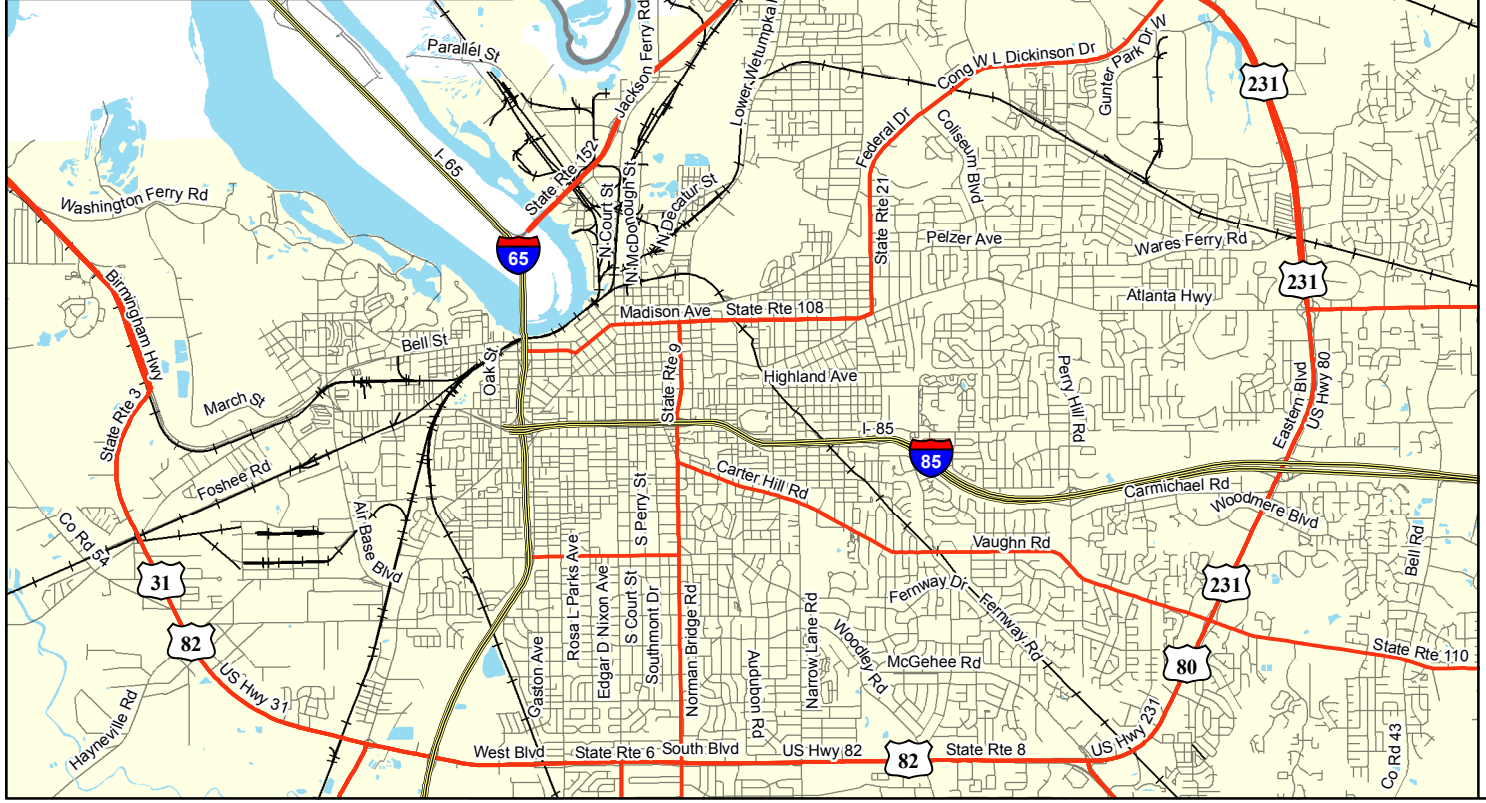 Parallel St
Jackson Ferry Rd
Lower Wetumpka
Cong W L Dickinson Dr
Gunter Park Dr W
231
I- 65
State Rte 152
Federal Dr
Coliseum Blvd
Washington Ferry Rd
N Court St
N McDonough St
N Decatur St
State Rte 21
Pelzer Ave
Wares Ferry Rd
65
231
Birmingham Hwy
Madison Ave
State Rte 108
Atlanta Hwy
Bell St
Oak St
State Rte 9
Highland Ave
Perry Hill Rd
Eastern Blvd
US Hwy 80
State Rte 3
March St
I- 85
85
Foshee Rd
Carter Hill Rd
Carmichael Rd
Woodmere Blvd
Co Rd 54
Air Base Blvd
S Perry St
Vaughn Rd
Bell Rd
31
231
Rosa L Parks Ave
Edgar D Nixon Ave
S Court St
Southmont Dr
Norman Bridge Rd
Narrow Lane Rd
Fernway Dr
Fernway Rd
82
Gaston Ave
Audubon Rd
Woodley Rd
McGehee Rd
80
State Rte 110
US Hwy 31
Hayneville Rd
West Blvd
State Rte 6
South Blvd
US Hwy 82
82
State Rte 8
US Hwy 231
Co Rd 43